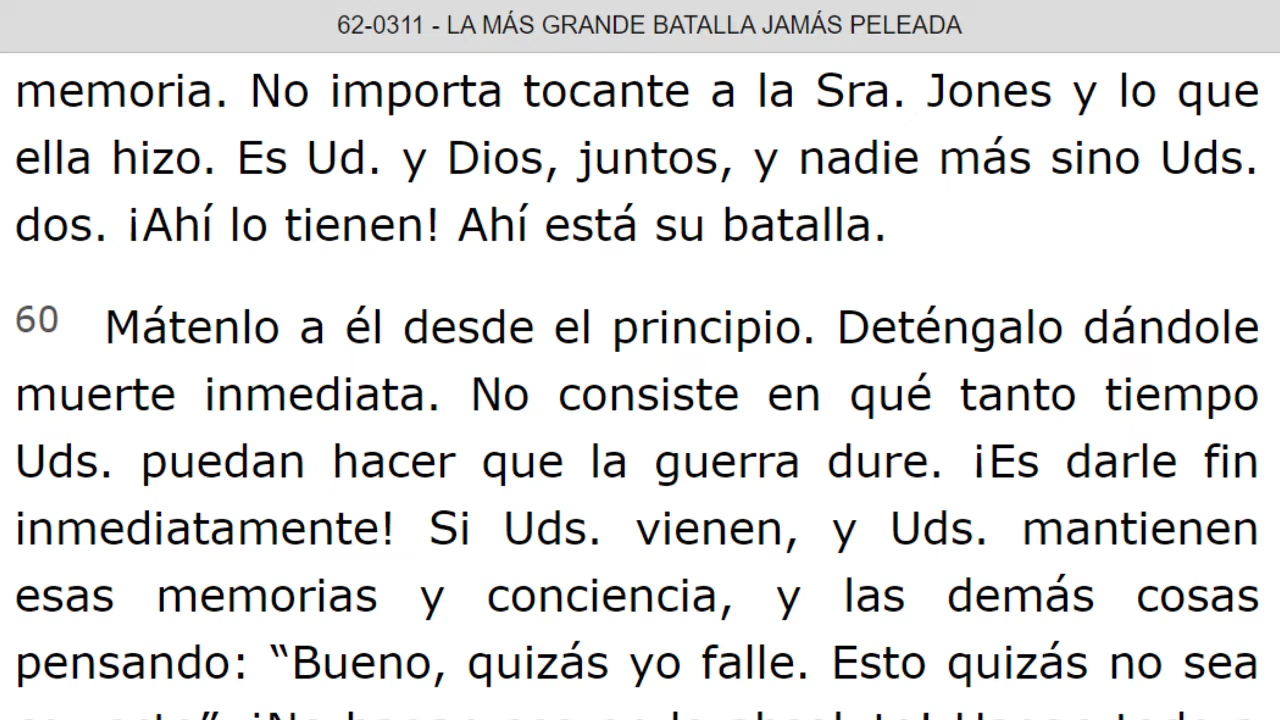 62-0311 - LA MÁS GRANDE BATALLA JAMÁS PELEADA
memoria. No importa tocante a la Sra. Jones y lo que
ella hizo. Es Ud. y Dios, juntos, y nadie más sino Uds.
dos. ¡Ahí lo tienen! Ahí está su batalla.
60 Mátenlo a él desde el principio. Deténgalo dándole
muerte inmediata. No consiste en qué tanto tiempo
Uds. puedan hacer que la guerra dure. ¡Es darle fin
inmediatamente! Si Uds. vienen, y Uds. mantienen
esas memorias y conciencia, y las demás cosas
pensando: “Bueno, quizás yo falle. Esto quizás no sea